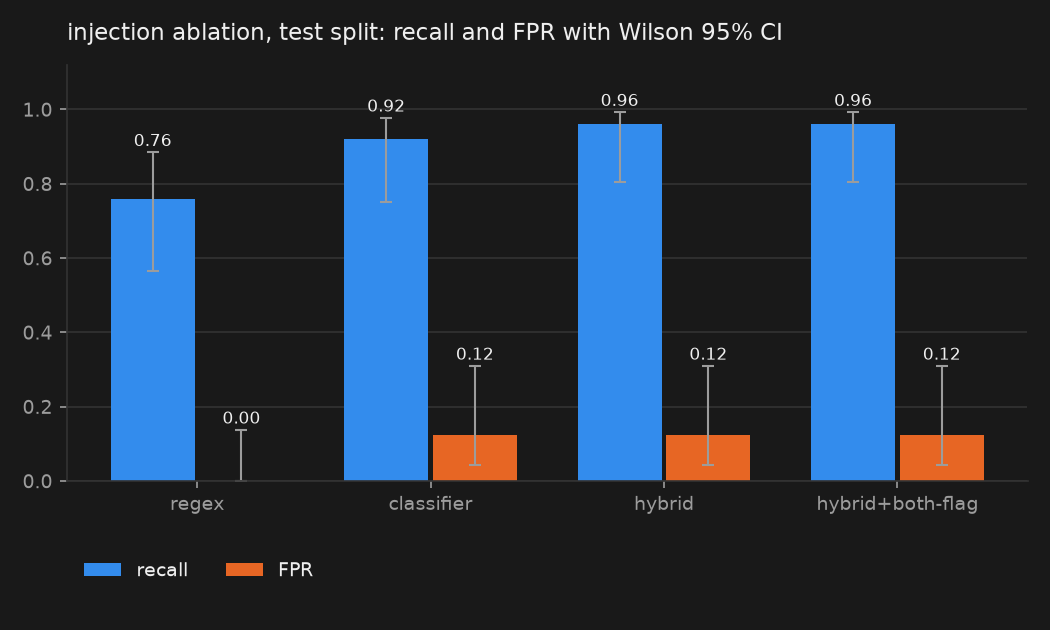 injection ablation, test split: recall and FPR with Wilson 95% CI
1.0
0.8
0.6
0.4
0.2
0.0
0.76
0.00
0.92
0.12
0.96
0.12
0.96
0.12
regex
classifier
hybrid
hybrid+both-flag
recall
FPR